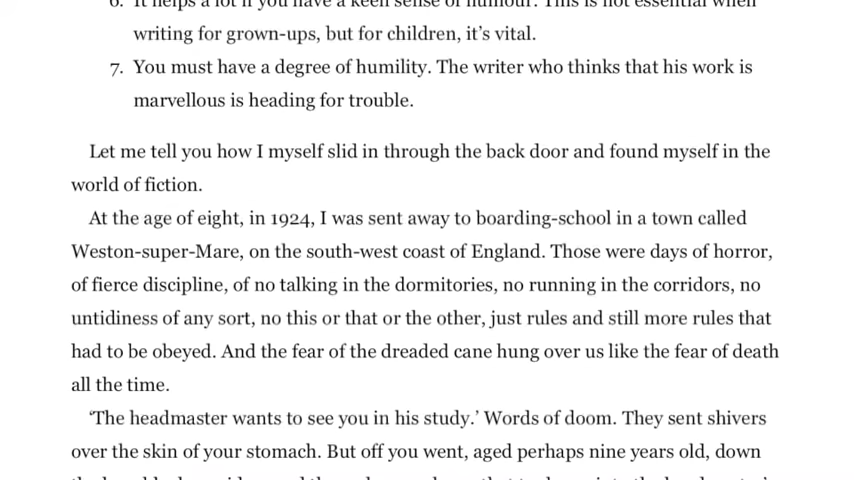 6. It helps a lot if you have a keen sense of humour. This is not essential when
writing for grown-ups, but for children, it’s vital.
7. You must have a degree of humility. The writer who thinks that his work is
marvellous is heading for trouble.
Let me tell you how I myself slid in through the back door and found myself in the
world of fiction.
At the age of eight, in 1924, I was sent away to boarding-school in a town called
Weston-super-Mare, on the south-west coast of England. Those were days of horror,
of fierce discipline, of no talking in the dormitories, no running in the corridors, no
untidiness of any sort, no this or that or the other, just rules and still more rules that
had to be obeyed. And the fear of the dreaded cane hung over us like the fear of death
all the time.
‘The headmaster wants to see you in his study.’ Words of doom. They sent shivers
over the skin of your stomach. But off you went, aged perhaps nine years old, down